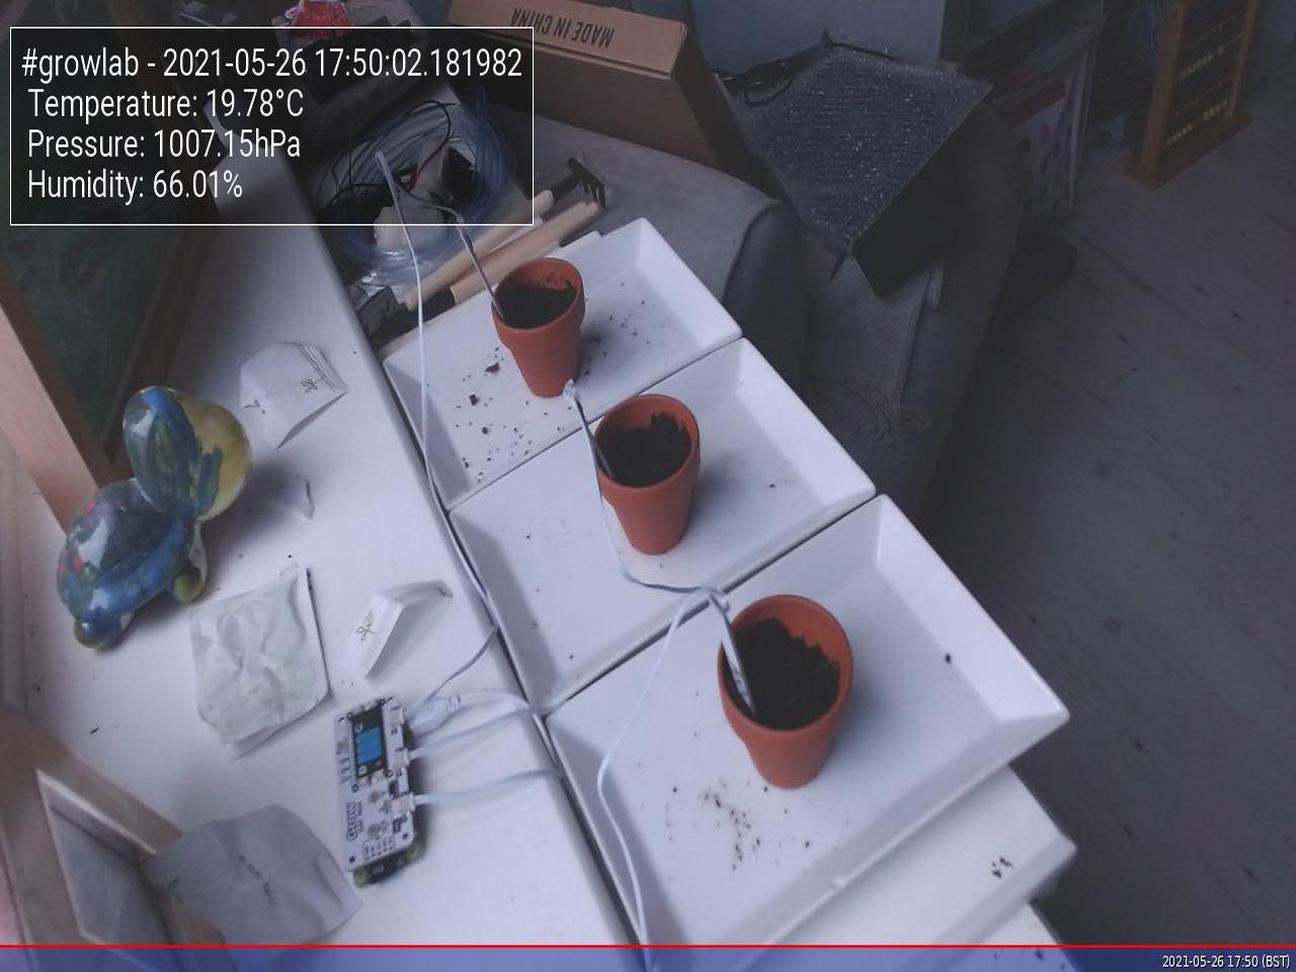 #growlab - 2021-05-26 17:50:02.181982
Temperature: 19.78°C
Pressure: 1007.15hPa
Humidity: 66.01%
MADE IN CHINA
2021-05-26 17:50 (BST)